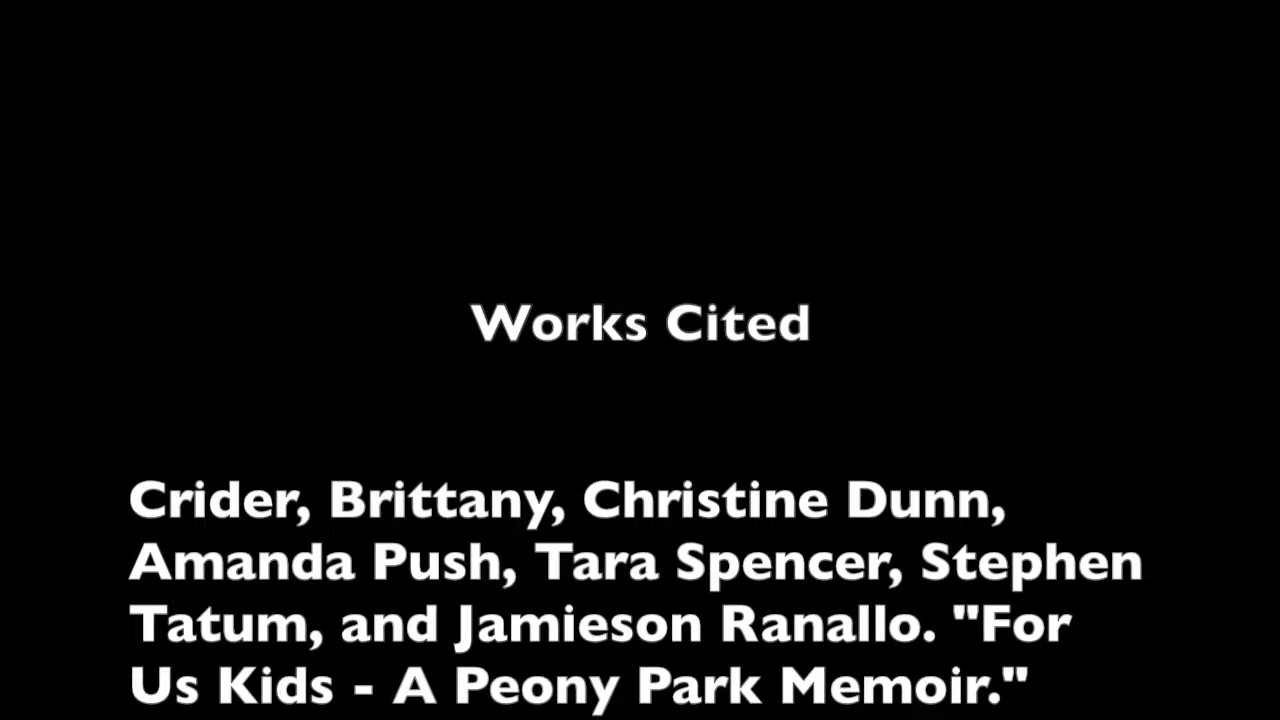 Works Cited
Crider, Brittany, Christine Dunn,
Amanda Push, Tara Spencer, Stephen
Tatum, and Jamieson Ranallo. "For
Us Kids - A Peony Park Memoir."